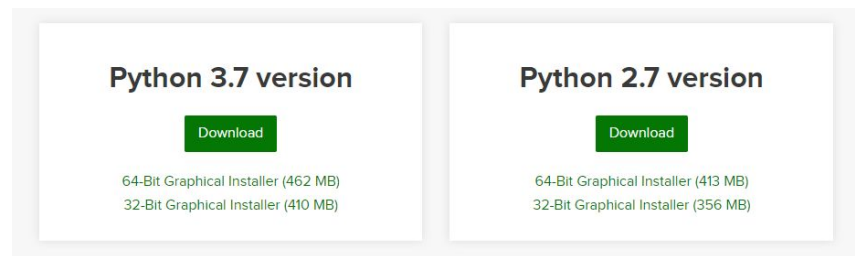 Python 3.7 version
Download
64-Bit Graphical Installer (462 MB)
32-Bit Graphical Installer (410 MB)
Python 2.7 version
Download
64-Bit Graphical Installer (413 MB)
32-Bit Graphical Installer (356 MB)